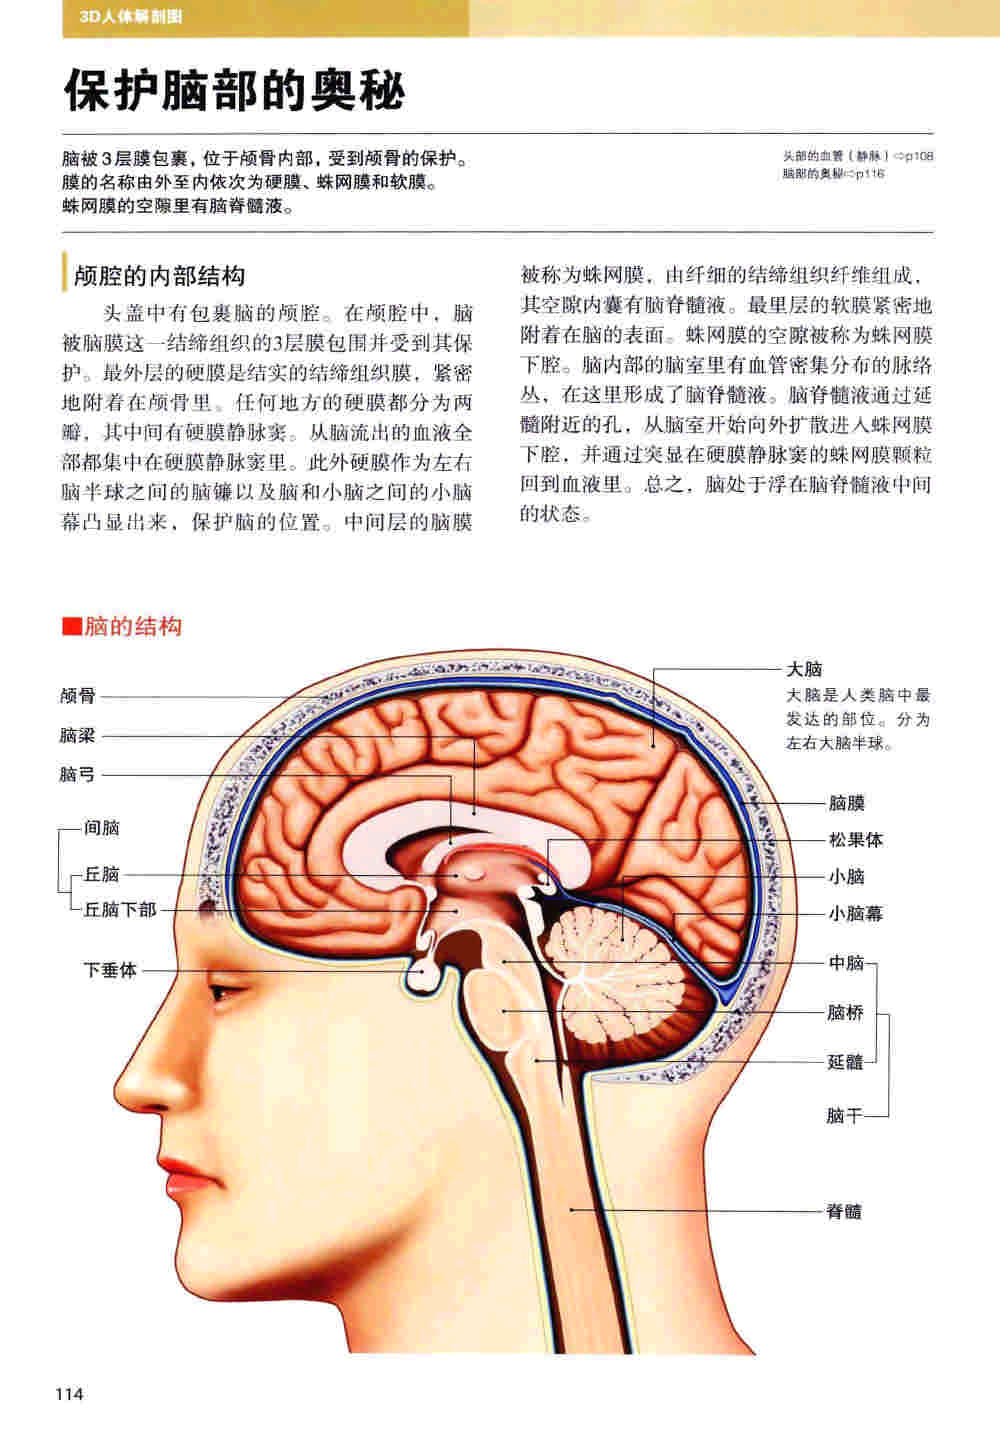 3D人体解剖图
保护脑部的奥秘
脑被3层膜包裹，位于颅骨内部，受到颅骨的保护。
膜的名称由外至内依次为硬膜、蛛网膜和软膜。
蛛网膜的空隙里有脑脊髓液。
头部的血管（静脉）⇨p108
脑部的奥秘⇨p116
颅腔的内部结构
头盖中有包裹脑的颅腔。在颅腔中，脑
被脑膜这一结缔组织的3层膜包围并受到其保
护。最外层的硬膜是结实的结缔组织膜，紧密
地附着在颅骨里。任何地方的硬膜都分为两
瓣，其中间有硬膜静脉窦。从脑流出的血液全
部都集中在硬膜静脉窦里。此外硬膜作为左右
脑半球之间的脑镰以及脑和小脑之间的小脑
幕凸显出来，保护脑的位置。中间层的脑膜
被称为蛛网膜，由纤细的结缔组织纤维组成，
其空隙内囊有脑脊髓液。最里层的软膜紧密地
附着在脑的表面。蛛网膜的空隙被称为蛛网膜
下腔。脑内部的脑室里有血管密集分布的脉络
丛，在这里形成了脑脊髓液。脑脊髓液通过延
髓附近的孔，从脑室开始向外扩散进入蛛网膜
下腔，并通过突显在硬膜静脉窦的蛛网膜颗粒
回到血液里。总之，脑处于浮在脑脊髓液中间
的状态。
■脑的结构
颅骨
脑梁
脑弓
间脑
丘脑
丘脑下部
下垂体
大脑
大脑是人类脑中最
发达的部位。分为
左右大脑半球。
脑膜
松果体
小脑
小脑幕
中脑
脑桥
延髓
脑干
脊髓
114